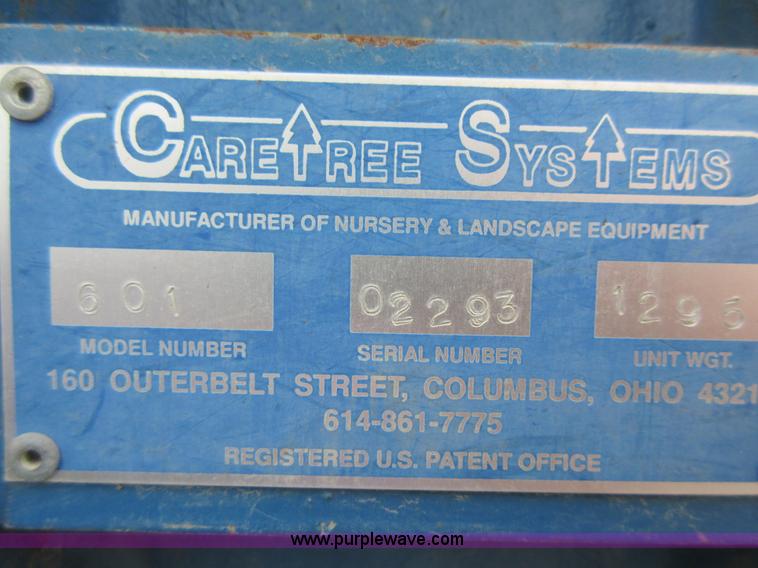 CARETREE SYSTEMS
MANUFACTURER OF NURSERY & LANDSCAPE EQUIPMENT
601 02293 1295
MODEL NUMBER SERIAL NUMBER UNIT WGT.
160 OUTERBELT STREET, COLUMBUS, OHIO 4321
614-861-7775
REGISTERED U.S. PATENT OFFICE
www.purplewave.com